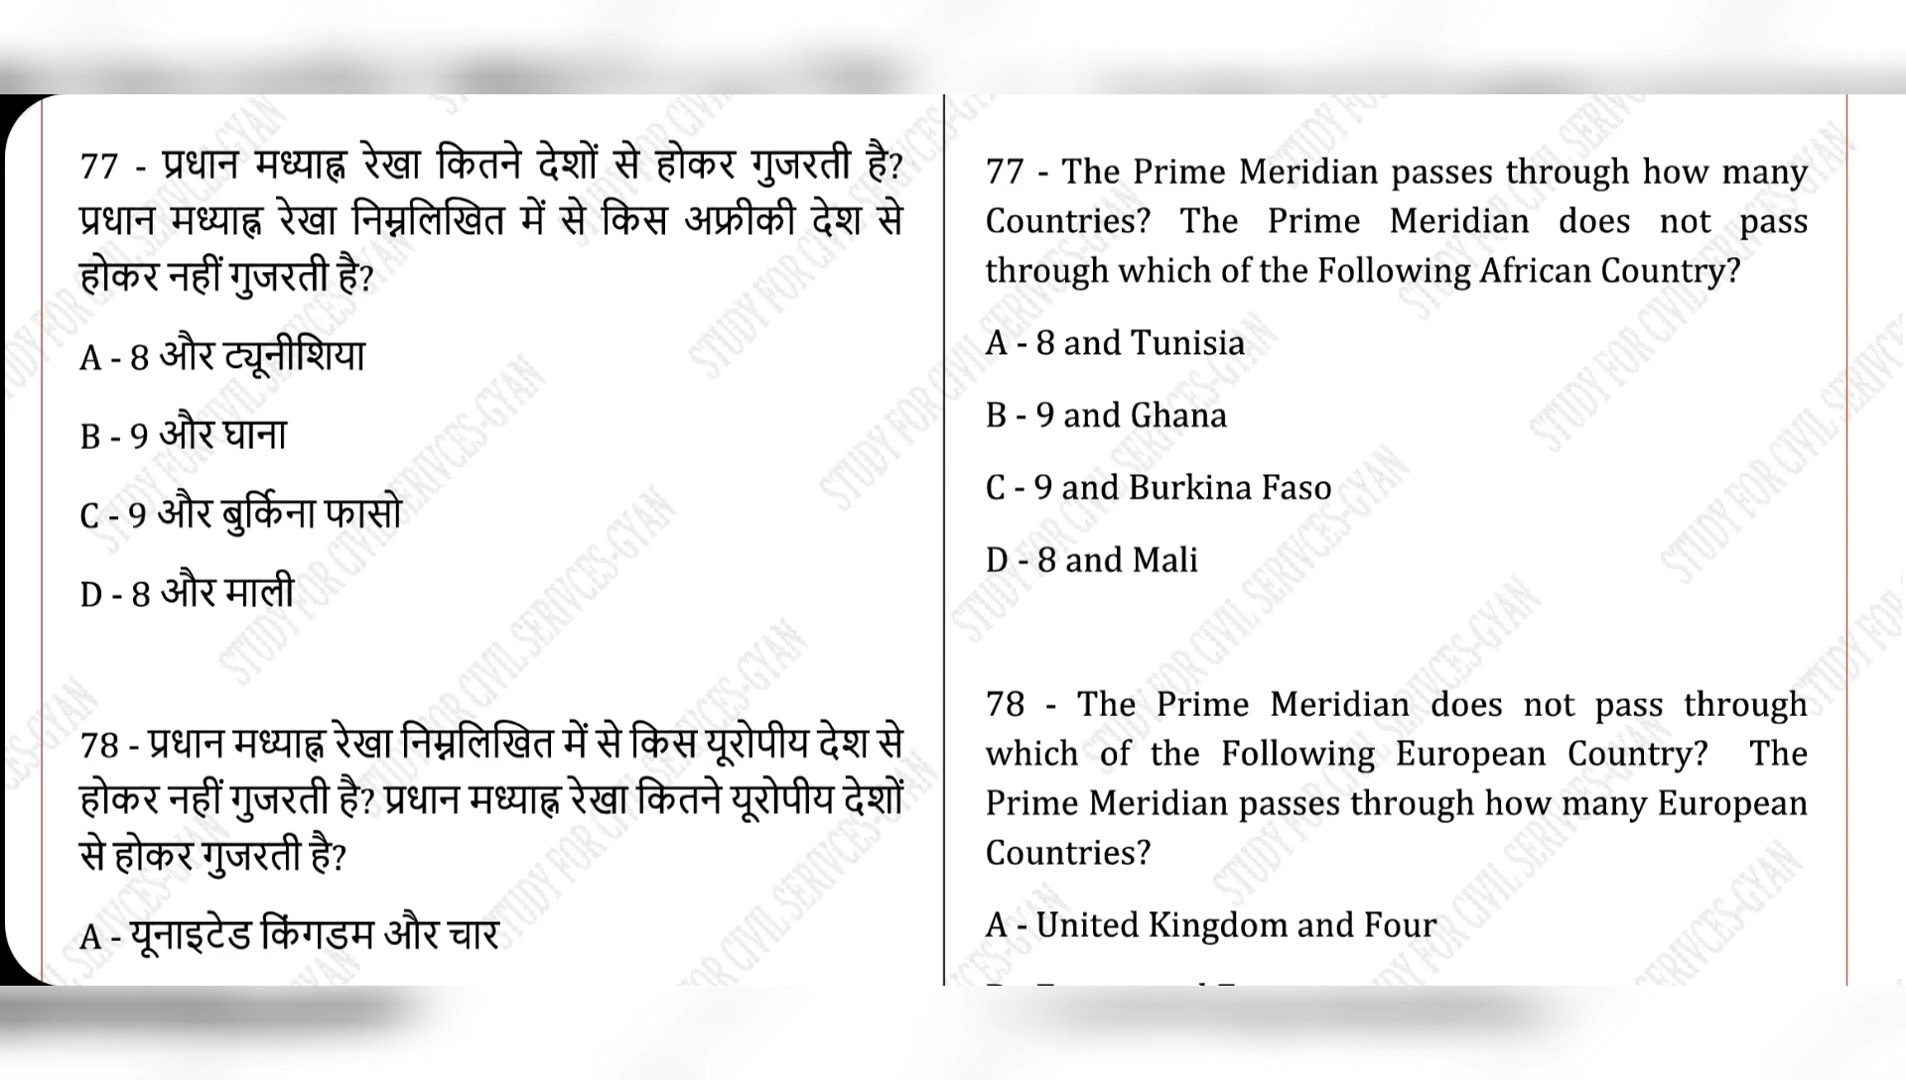 77 - प्रधान मध्याह्न रेखा कितने देशों से होकर गुजरती है?
प्रधान मध्याह्न रेखा निम्नलिखित में से किस अफ्रीकी देश से
होकर नहीं गुजरती है?
A - 8 और ट्यूनीशिया
B - 9 और घाना
C - 9 और बुर्किना फासो
D - 8 और माली
78 - प्रधान मध्याह्न रेखा निम्नलिखित में से किस यूरोपीय देश से
होकर नहीं गुजरती है? प्रधान मध्याह्न रेखा कितने यूरोपीय देशों
से होकर गुजरती है?
A - यूनाइटेड किंगडम और चार
77 - The Prime Meridian passes through how many
Countries? The Prime Meridian does not pass
through which of the Following African Country?
A - 8 and Tunisia
B - 9 and Ghana
C - 9 and Burkina Faso
D - 8 and Mali
78 - The Prime Meridian does not pass through
which of the Following European Country? The
Prime Meridian passes through how many European
Countries?
A - United Kingdom and Four
STUDY FOR CIVIL SERIVCES-GYAN